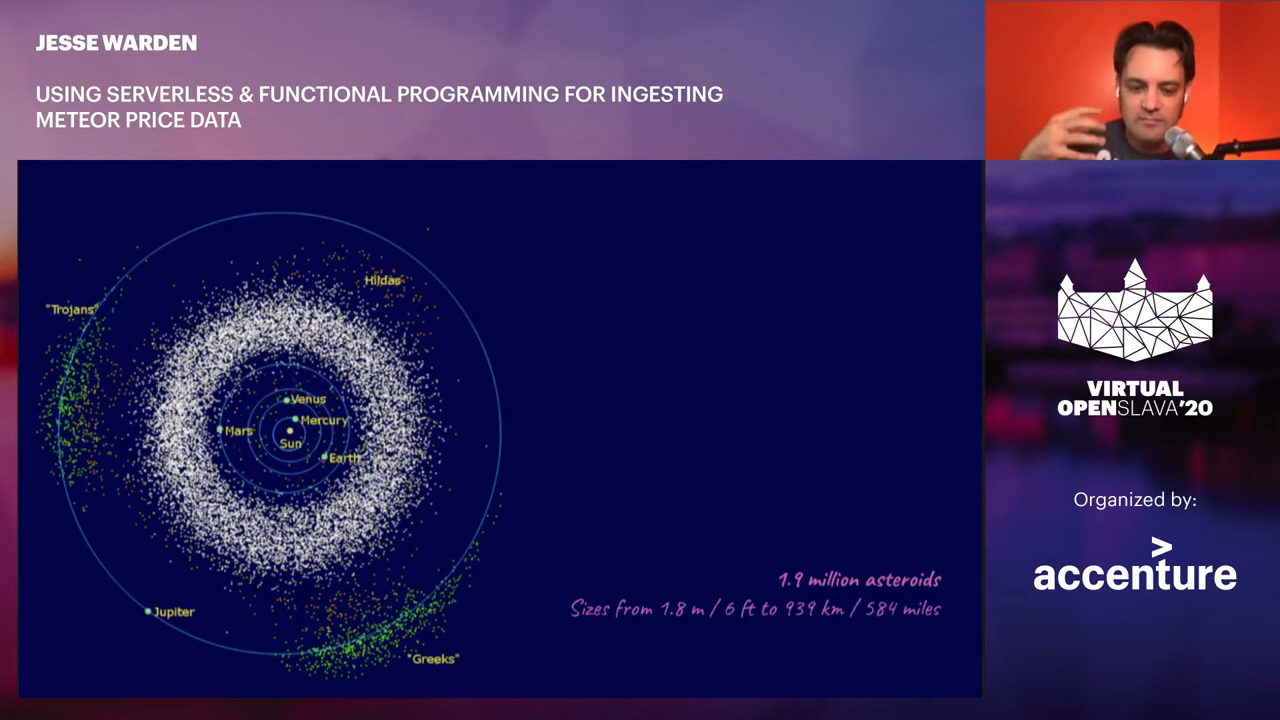 JESSE WARDEN
USING SERVERLESS & FUNCTIONAL PROGRAMMING FOR INGESTING
METEOR PRICE DATA
Hildas
"Trojans"
Venus
Mercury
Mars
Sun
Earth
Jupiter
"Greeks"
1.9 million asteroids
Sizes from 1.8 m / 6 ft to 939 km / 584 miles
VIRTUAL
OPENSLAVA'20
Organized by:
accenture